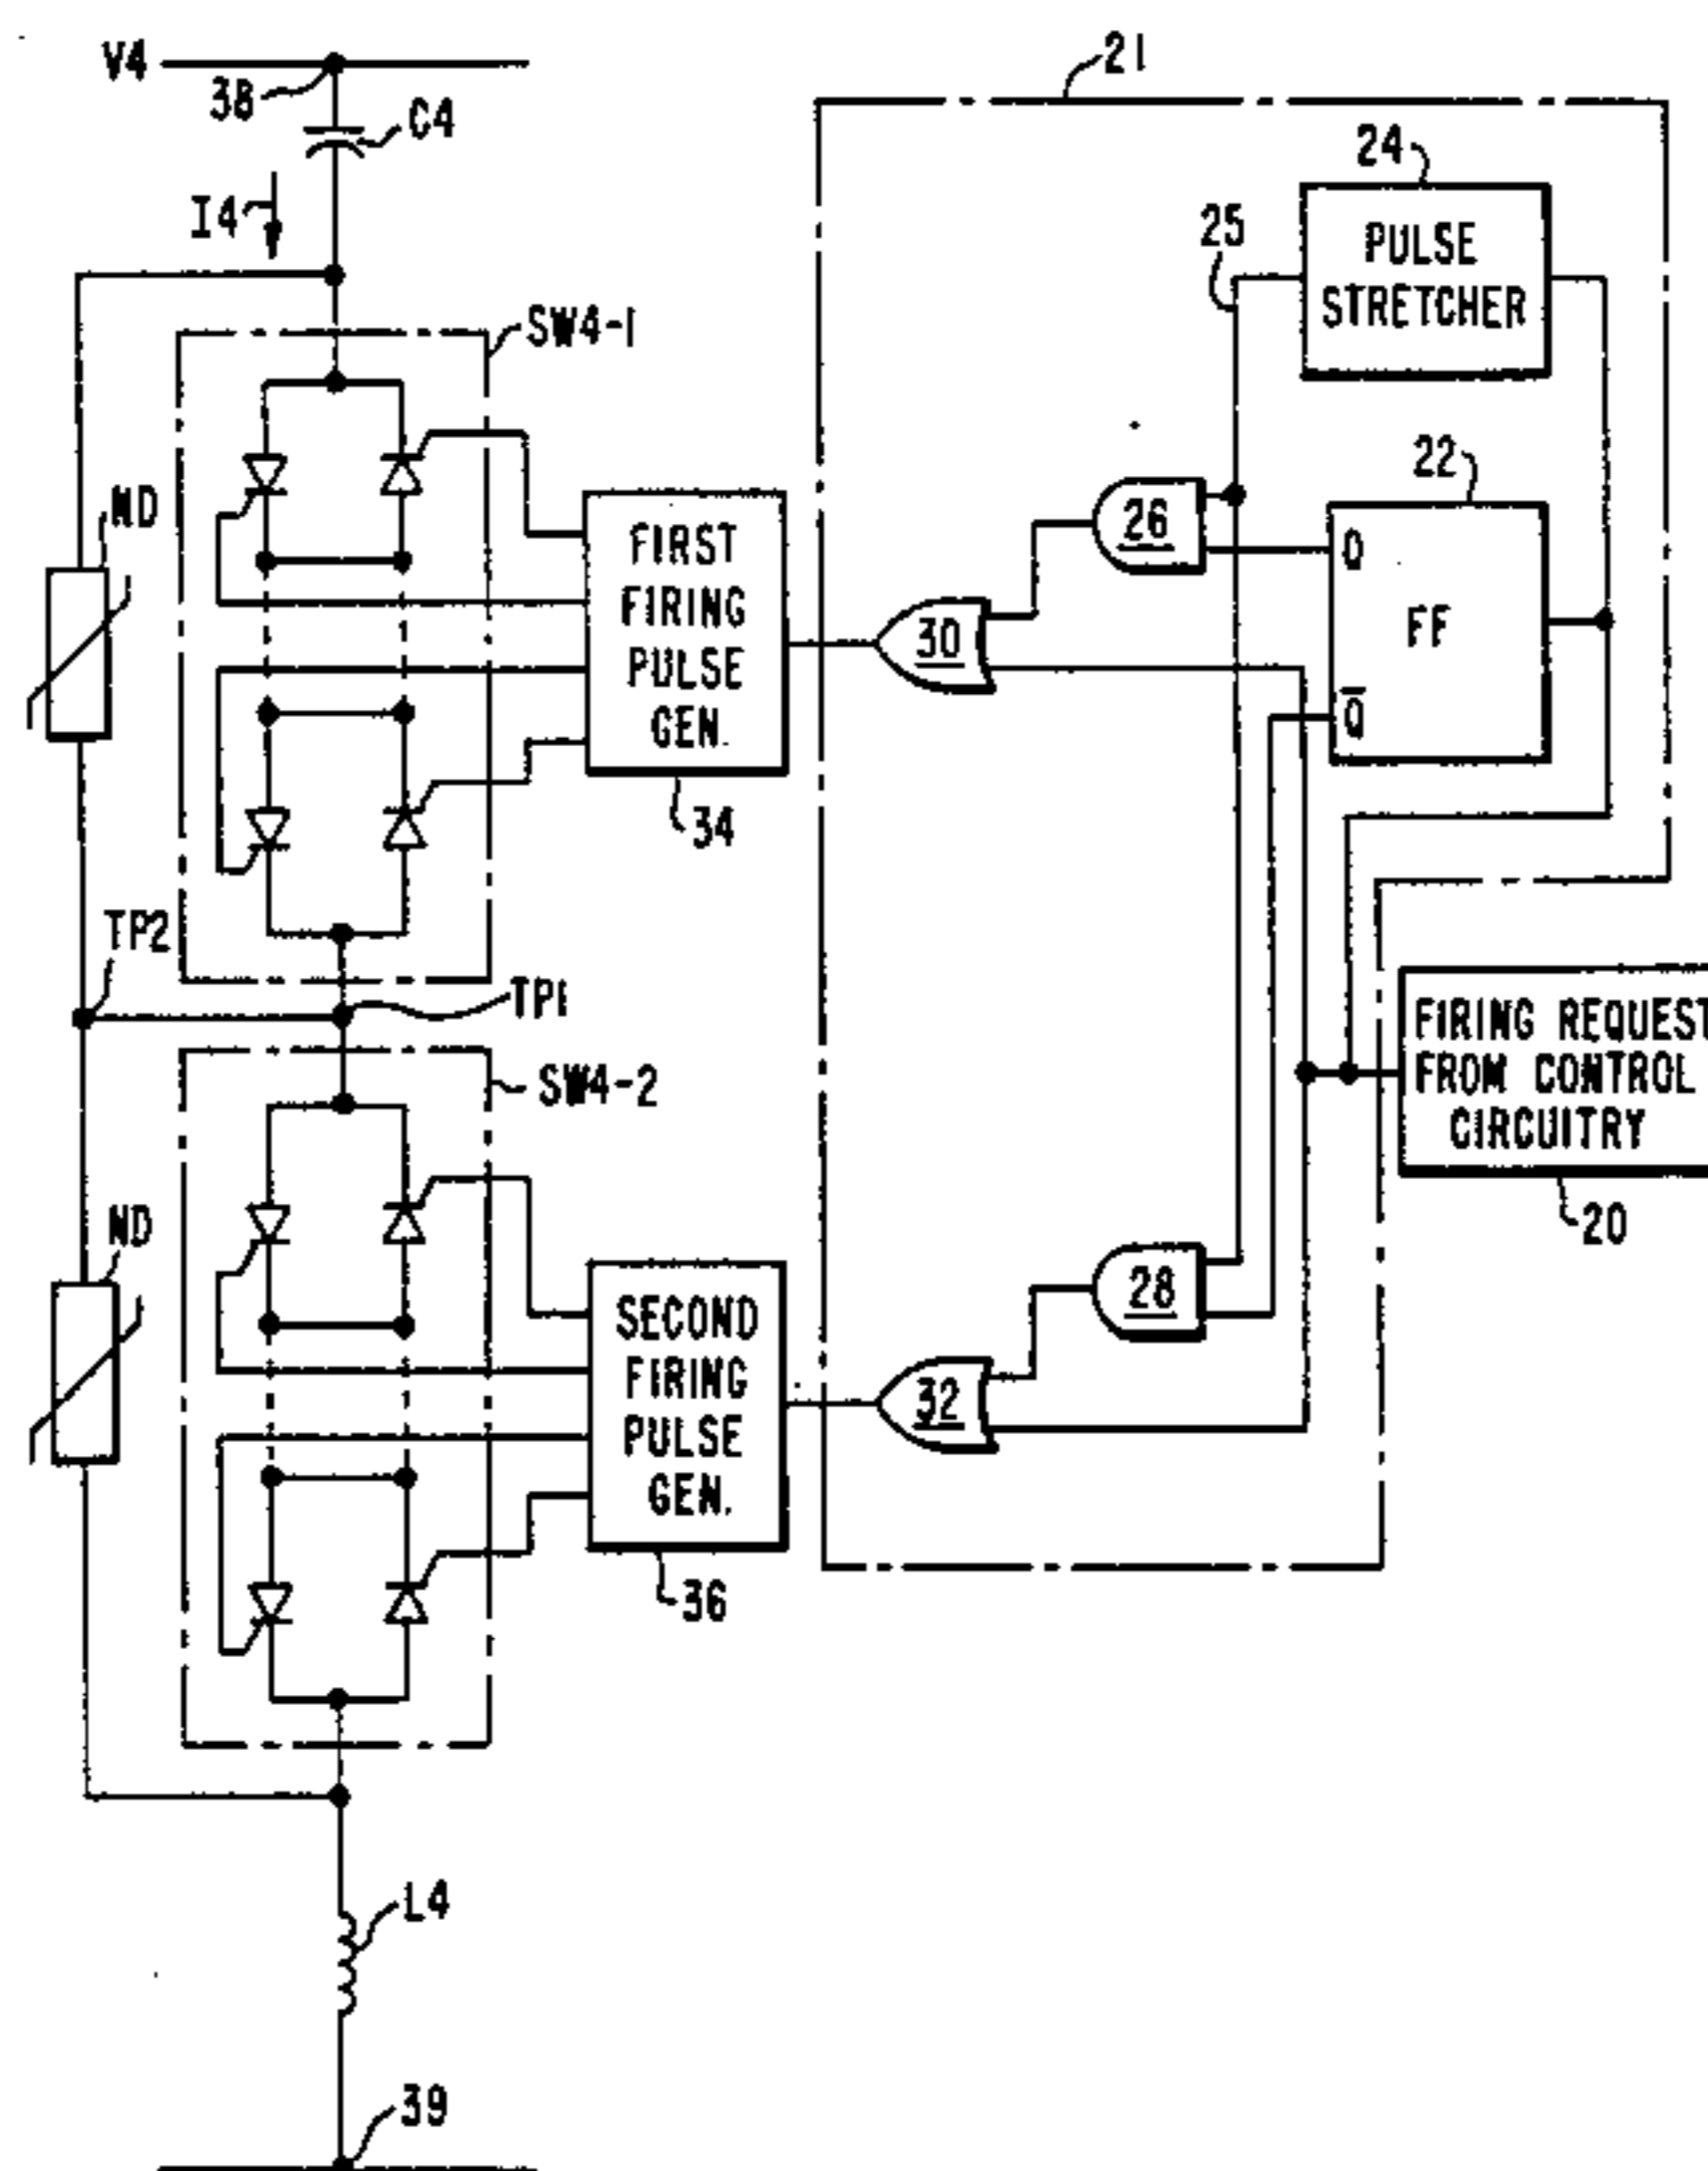 V4
38
C4
I4
21
24
PULSE
STRETCHER
25
SW4-1
22
ND
FIRST
FIRING
PULSE
GEN.
26
Q
FF
30
Q̅
34
TP2
TP1
FIRING REQUEST
FROM CONTROL
CIRCUITRY
SW4-2
20
ND
28
SECOND
FIRING
PULSE
GEN.
32
36
L4
39